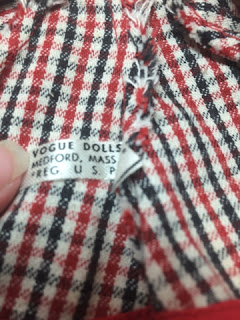 VOGUE DOLLS,
MEDFORD, MASS
*REG U. S. P